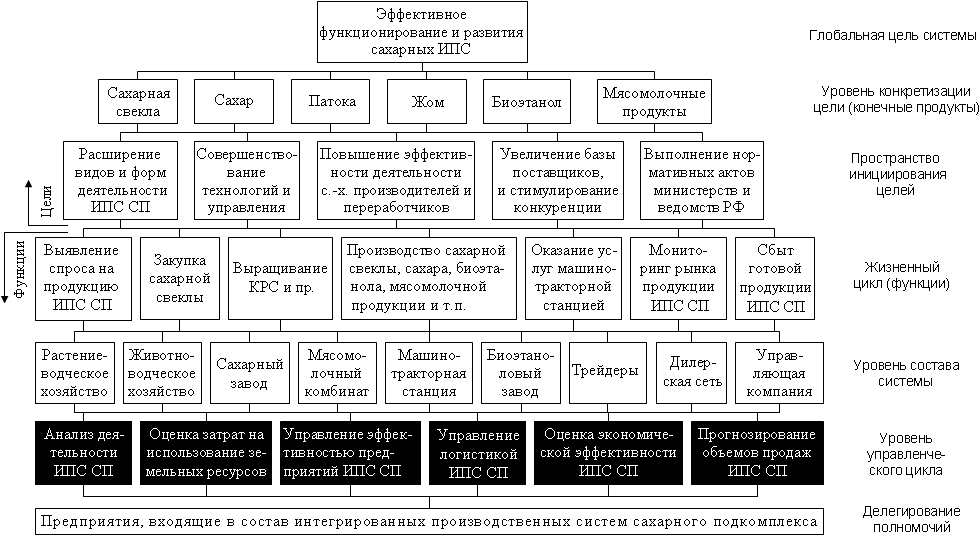 Эффективное
функционирование и развития
сахарных ИПС
Глобальная цель системы
Сахарная
свекла
Сахар
Патока
Жом
Биоэтанол
Мясомолочные
продукты
Уровень конкретизации
цели (конечные продукты)
Цели
Расширение
видов и форм
деятельности
ИПС СП
Совершенство-
вание
технологий и
управления
Повышение эффектив-
ности деятельности
с.-х. производителей и
переработчиков
Увеличение базы
поставщиков,
и стимулирование
конкуренции
Выполнение нор-
мативных актов
министерств и
ведомств РФ
Пространство
инициирования
целей
Функции
Выявление
спроса на
продукцию
ИПС СП
Закупка
сахарной
свеклы
Выращивание
КРС и пр.
Производство сахарной
свеклы, сахара, биоэта-
нола, мясомолочной
продукции и т.п.
Оказание ус-
луг машино-
тракторной
станцией
Монито-
ринг рынка
продукции
ИПС СП
Сбыт
готовой
продукции
ИПС СП
Жизненный
цикл (функции)
Растение-
водческое
хозяйство
Животно-
водческое
хозяйство
Сахарный
завод
Мясомо-
лочный
комбинат
Машино-
тракторная
станция
Биоэтано-
ловый
завод
Трейдеры
Дилер-
ская сеть
Управ-
ляющая
компания
Уровень состава
системы
Анализ дея-
тельности
ИПС СП
Оценка затрат на
использование зе-
мельных ресурсов
Управление эффек-
тивностью пред-
приятий ИПС СП
Управление
логистикой
ИПС СП
Оценка экономиче-
ской эффективности
ИПС СП
Прогнозирование
объемов продаж
ИПС СП
Уровень
управленче-
ского цикла
Предприятия, входящие в состав интегрированных производственных систем сахарного подкомплекса
Делегирование
полномочий